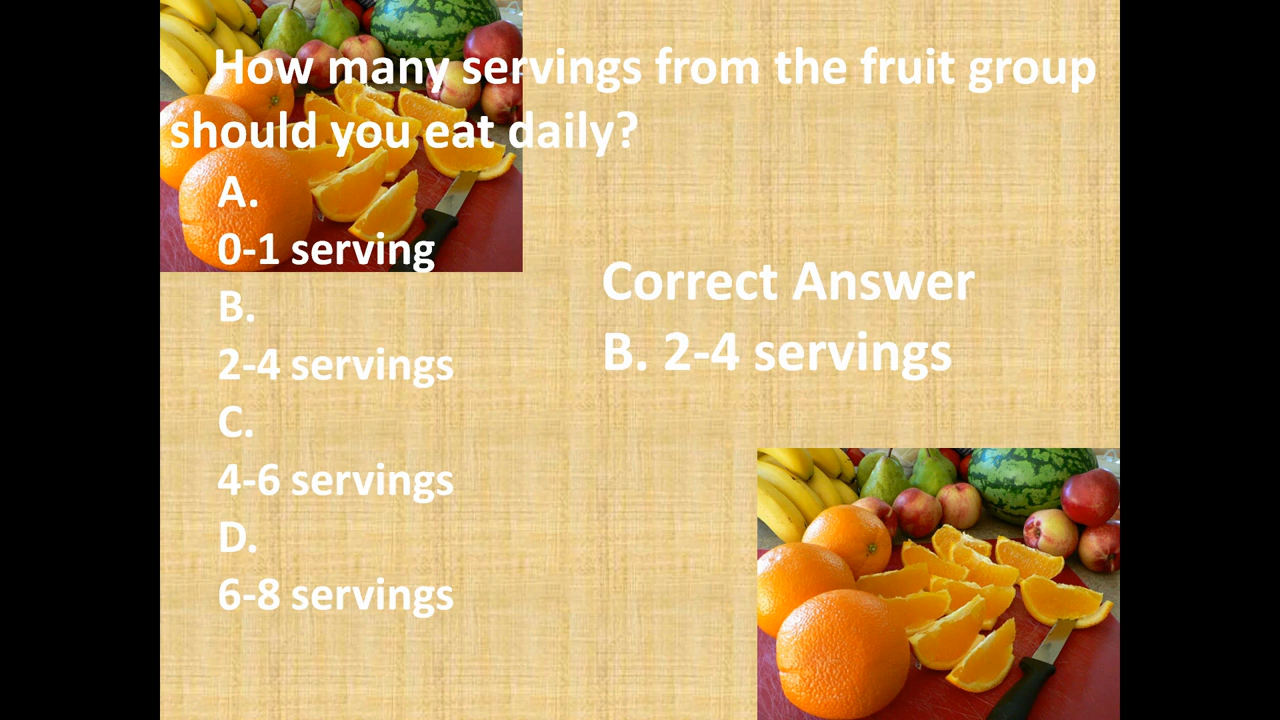 How many servings from the fruit group
should you eat daily?
A.
0-1 serving
B.
2-4 servings
C.
4-6 servings
D.
6-8 servings
Correct Answer
B. 2-4 servings